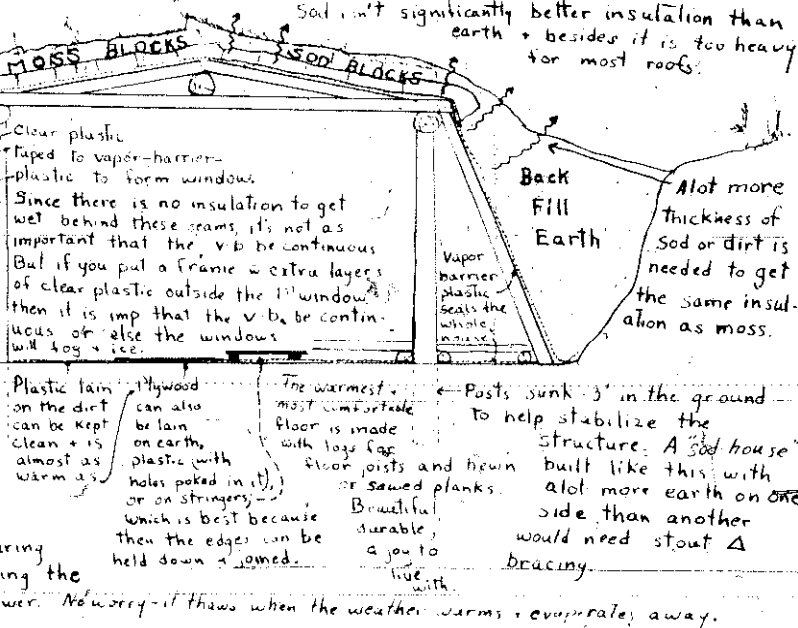 Sod isn't significantly better insulation than
earth + besides it is too heavy
for most roofs.
MOSS BLOCKS
SOD BLOCKS
Clear plastic
taped to vapor-barrier-
plastic to form window.
Since there is no insulation to get
wet behind these seams, it's not as
important that the v.b. be continuous
But if you put a frame w extra layers
of clear plastic outside the 1st window
then it is imp that the v.b. be contin-
uous or else the windows
will fog + ice.
Vapor
barrier
plastic
seals the
whole
house
Back
Fill
Earth
Alot more
thickness of
Sod or dirt is
needed to get
the same insul-
ation as moss.
Plastic lain
on the dirt
can be kept
clean + is
almost as
warm as
Plywood
can also
be lain
on earth,
plastic (with
holes poked in it),
or on stringers,
which is best because
then the edges can be
held down + joined.
The warmest +
most comfortable
floor is made
with logs for
floor joists and hewn
or sawed planks.
Beautiful
durable,
a joy to
live
with.
Posts sunk 3' in the ground
to help stabilize the
structure. A "sod house"
built like this with
alot more earth on one
side than another
would need stout Δ
bracing.
aring
ing the
wer. No worry-it thaws when the weather warms + evaporates away.